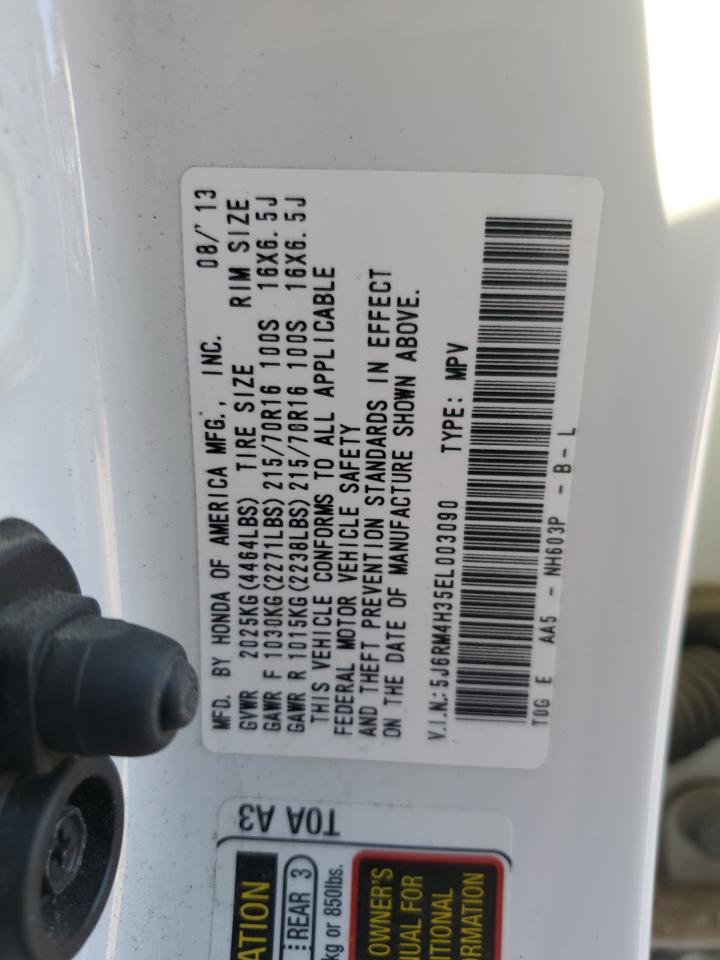 MFD. BY HONDA OF AMERICA MFG., INC. 08/'13
GVWR 2025KG(4464LBS) TIRE SIZE RIM SIZE
GAWR F 1030KG(2271LBS)215/70R16 100S 16X6.5J
GAWR R 1015KG(2238LBS)215/70R16 100S 16X6.5J
THIS VEHICLE CONFORMS TO ALL APPLICABLE
FEDERAL MOTOR VEHICLE SAFETY
AND THEFT PREVENTION STANDARDS IN EFFECT
ON THE DATE OF MANUFACTURE SHOWN ABOVE.
V.I.N.: 5J6RM4H35EL003090 TYPE: MPV
T0G E AA5 - NH603P - B - L
T0A A3
ATION
REAR 3
kg or 850lbs.
OWNER'S
UAL FOR
ITIONAL
RMATION